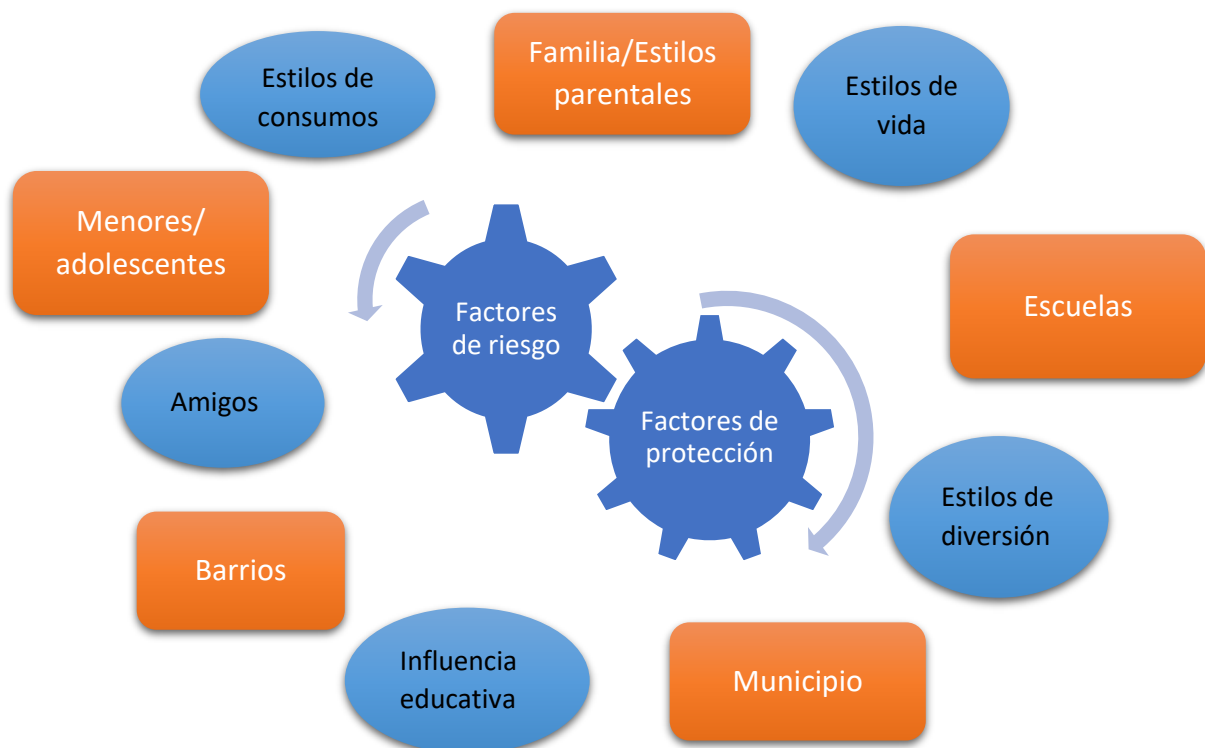 Estilos de
consumos
Familia/Estilos
parentales
Estilos de
vida
Menores/
adolescentes
Escuelas
Factores
de riesgo
Amigos
Factores de
protección
Estilos de
diversión
Barrios
Influencia
educativa
Municipio